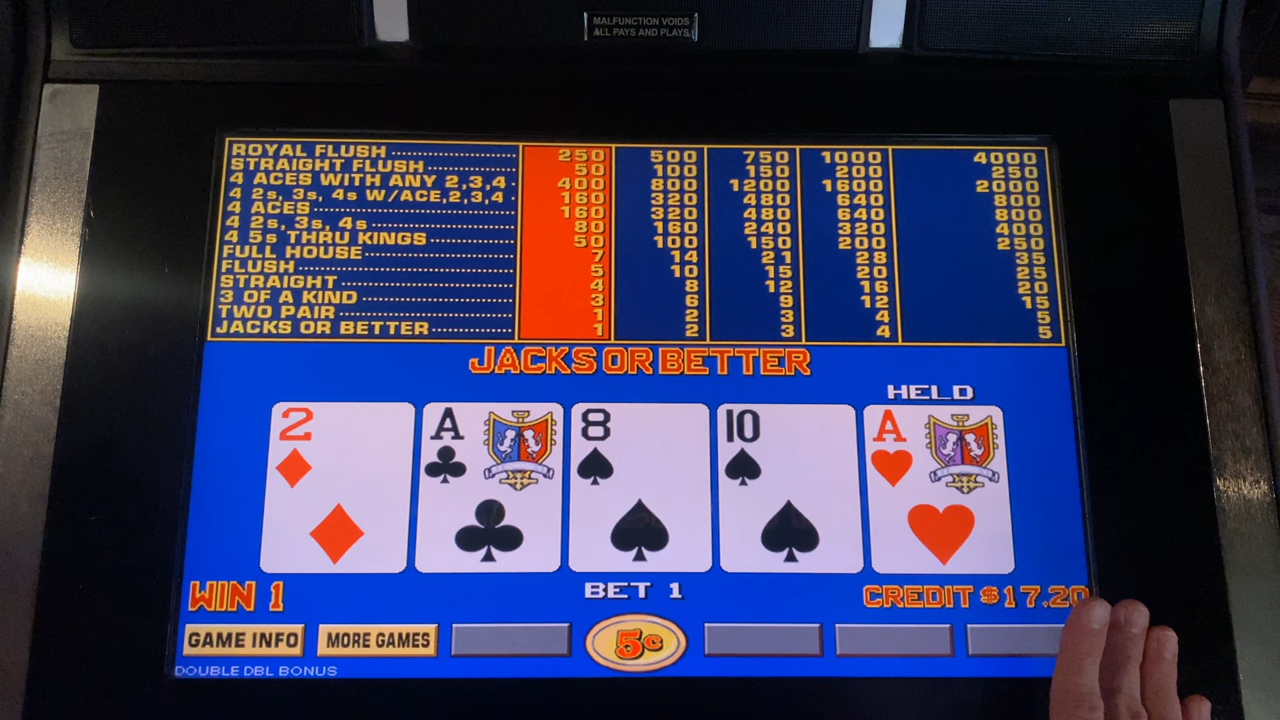 MALFUNCTION VOIDS
ALL PAYS AND PLAYS
ROYAL FLUSH 250 500 750 1000 4000
STRAIGHT FLUSH 50 100 150 200 250
4 ACES WITH ANY 2,3,4 400 800 1200 1600 2000
4 2s, 3s, 4s W/ACE,2,3,4 160 320 480 640 800
4 ACES 160 320 480 640 800
4 2s, 3s, 4s 80 160 240 320 400
4 5s THRU KINGS 50 100 150 200 250
FULL HOUSE 7 14 21 28 35
FLUSH 5 10 15 20 25
STRAIGHT 4 8 12 16 20
3 OF A KIND 3 6 9 12 15
TWO PAIR 1 2 3 4 5
JACKS OR BETTER 1 2 3 4 5
JACKS OR BETTER
HELD
2 A 8 10 A
WIN 1 BET 1 CREDIT $17.20
GAME INFO MORE GAMES 5¢
DOUBLE DBL BONUS